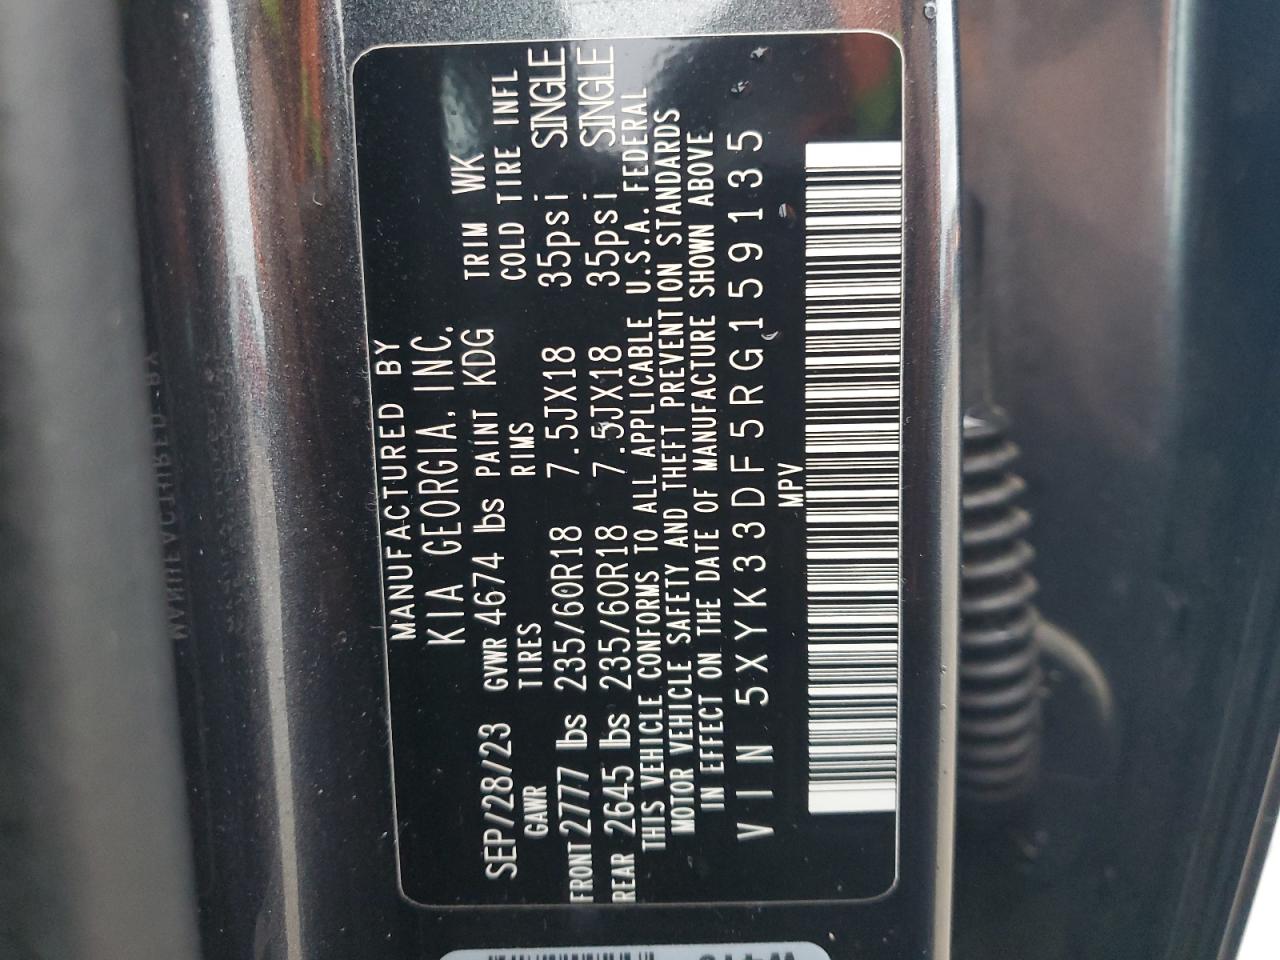 MANUFACTURED BY
KIA GEORGIA, INC.
SEP/28/23 GVWR 4674 lbs PAINT KDG TRIM WK
GAWR TIRES RIMS COLD TIRE INFL
FRONT 2777 lbs 235/60R18 7.5JX18 35psi SINGLE
REAR 2645 lbs 235/60R18 7.5JX18 35psi SINGLE
THIS VEHICLE CONFORMS TO ALL APPLICABLE U.S.A. FEDERAL
MOTOR VEHICLE SAFETY AND THEFT PREVENTION STANDARDS
IN EFFECT ON THE DATE OF MANUFACTURE SHOWN ABOVE
VIN 5XYK33DF5RG159135
MPV